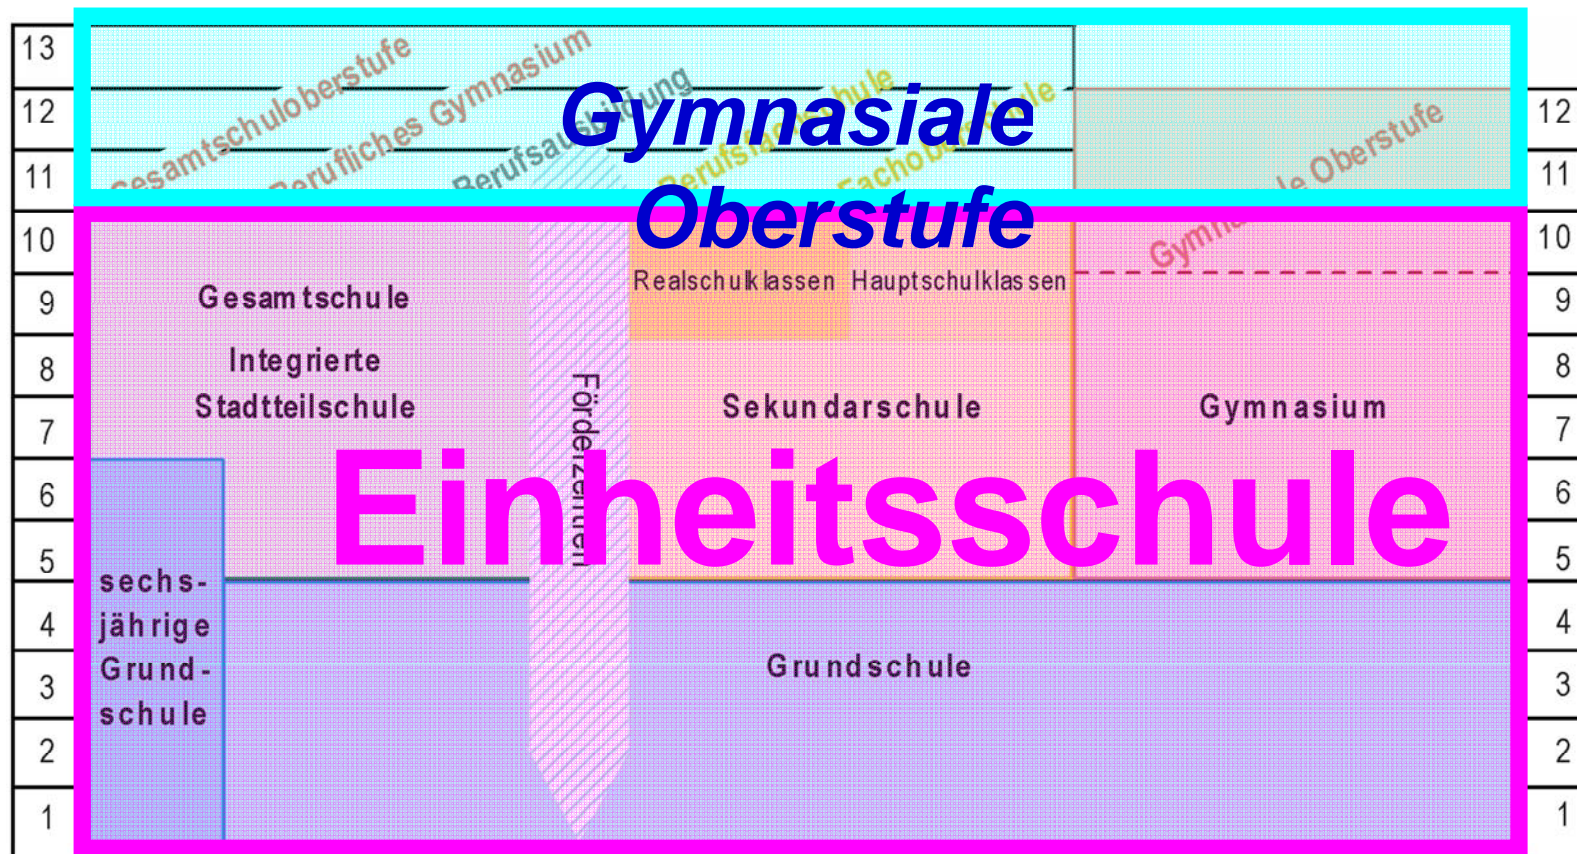 13
12
11
10
9
8
7
6
5
4
3
2
1
Gesamtschuloberstufe
Berufliches Gymnasium
Berufsausbildung
Berufsfachschule
Fachoberschule
Gymnasiale Oberstufe
Gymnasiale
Oberstufe
Gesamtschule
Integrierte
Stadtteilschule
Förderzentren
Realschulklassen
Hauptschulklassen
Sekundarschule
Gymnasium
Einheitsschule
sechs-
jährige
Grund-
schule
Grundschule
12
11
10
9
8
7
6
5
4
3
2
1